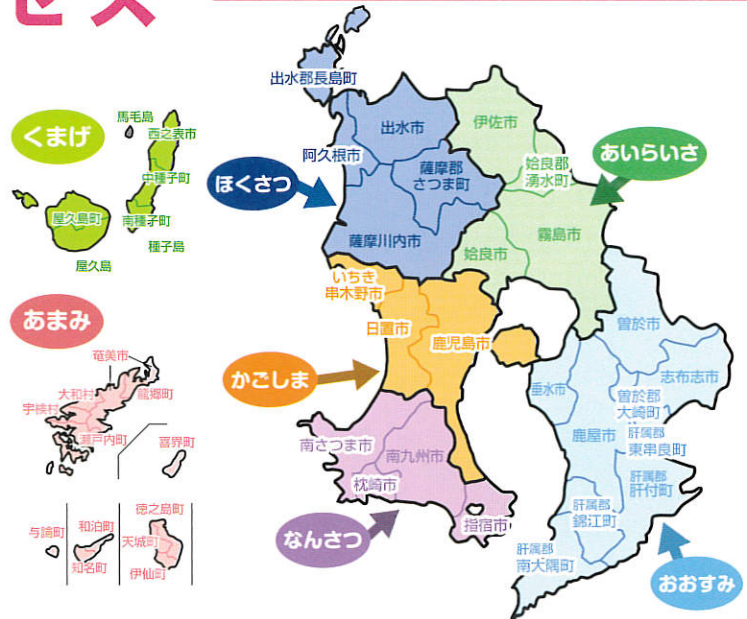 セス
くまげ
馬毛島
西之表市
中種子町
南種子町
種子島
屋久島町
屋久島
あまみ
奄美市
大和村
龍郷町
宇検村
瀬戸内町
喜界町
与論町
和泊町
知名町
徳之島町
天城町
伊仙町
ほくさつ
出水郡長島町
出水市
阿久根市
薩摩郡
さつま町
薩摩川内市
あいらいさ
伊佐市
姶良郡
湧水町
姶良市
霧島市
かごしま
いちき
串木野市
日置市
鹿児島市
なんさつ
南さつま市
南九州市
枕崎市
指宿市
おおすみ
曽於市
志布志市
垂水市
曽於郡
大崎町
鹿屋市
肝属郡
東串良町
肝属郡
肝付町
肝属郡
錦江町
肝属郡
南大隅町